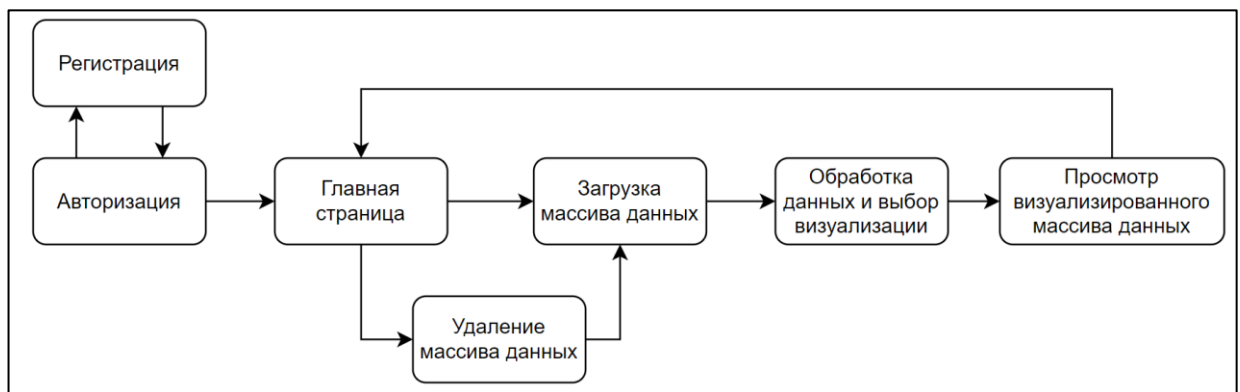 Регистрация
Авторизация
Главная
страница
Загрузка
массива данных
Обработка
данных и выбор
визуализации
Просмотр
визуализированного
массива данных
Удаление
массива данных